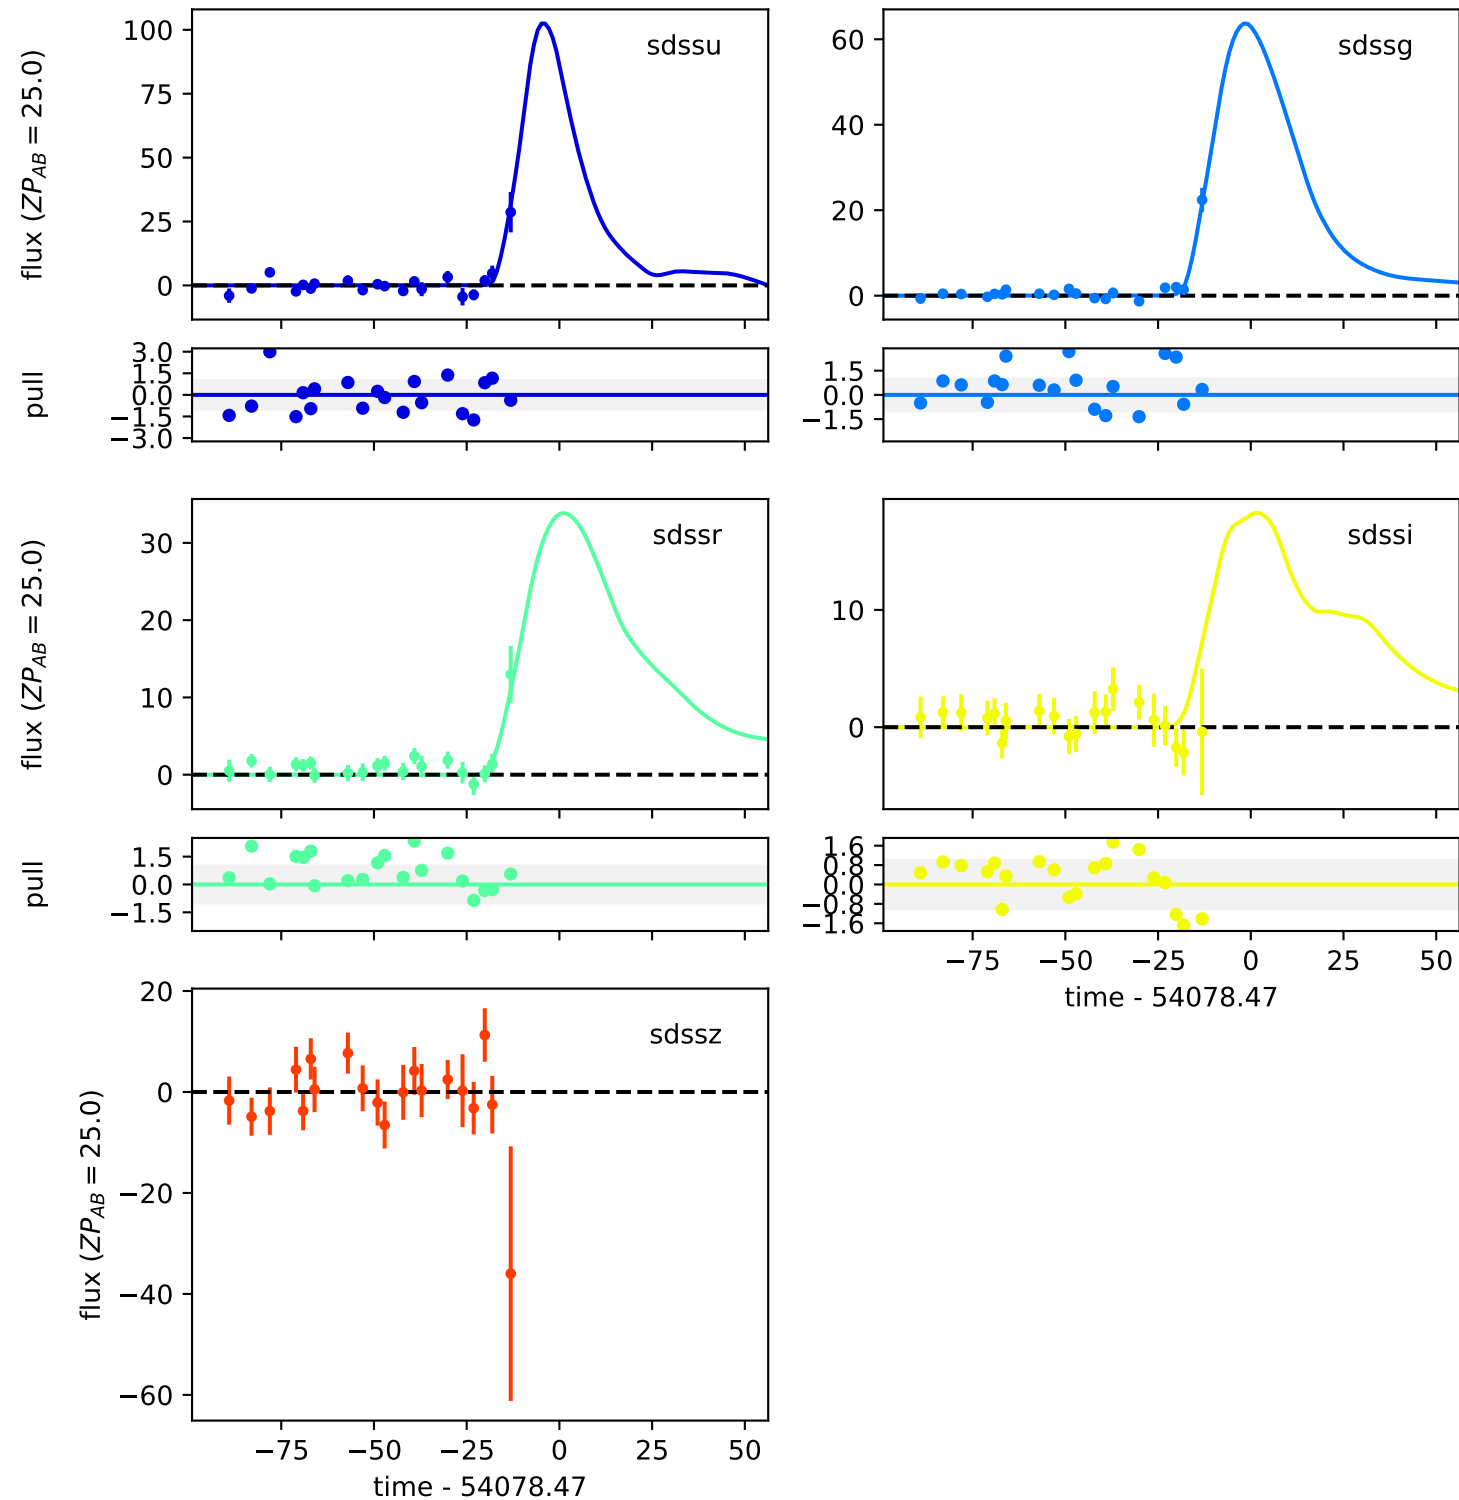 sdssu
flux (ZP_AB = 25.0)
100
75
50
25
0
sdssg
60
40
20
0
pull
3.0
1.5
0.0
−1.5
−3.0
1.5
0.0
−1.5
sdssr
flux (ZP_AB = 25.0)
30
20
10
0
sdssi
10
0
pull
1.5
0.0
−1.5
1.6
0.8
0.0
−0.8
−1.6
−75 −50 −25 0 25 50
time - 54078.47
sdssz
flux (ZP_AB = 25.0)
20
0
−20
−40
−60
−75 −50 −25 0 25 50
time - 54078.47